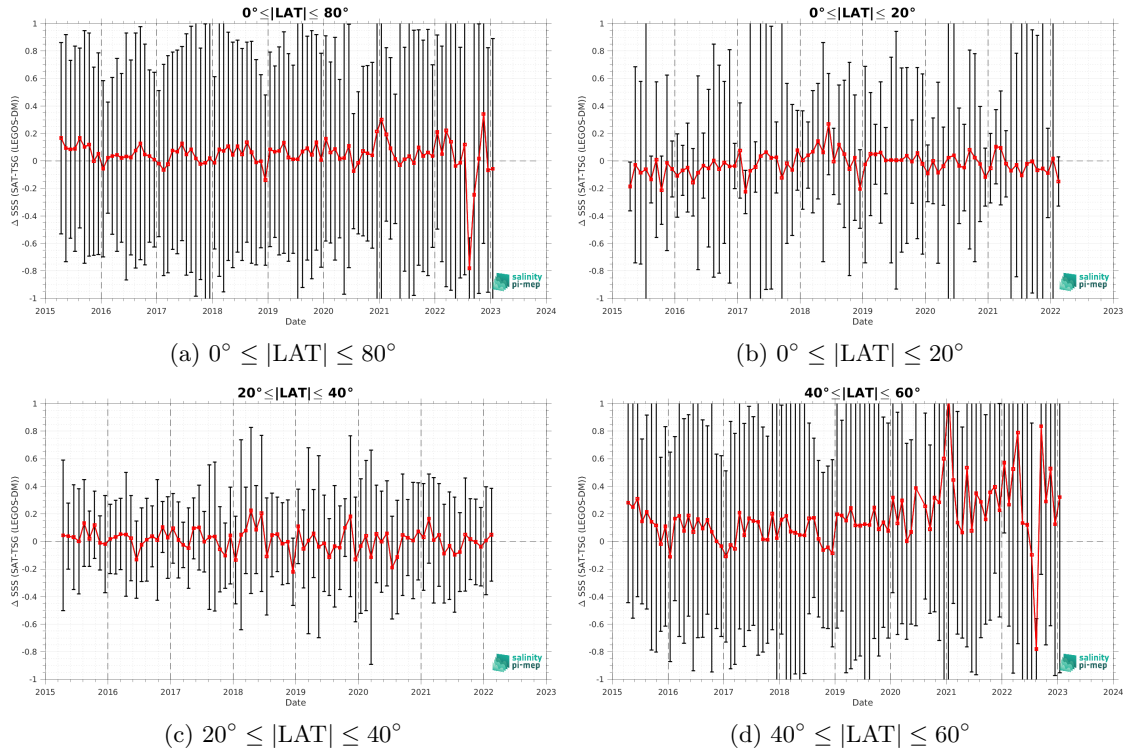 0°≤|LAT|≤ 80°
Δ SSS (SAT-TSG (LEGOS-DM))
1
0.8
0.6
0.4
0.2
0
-0.2
-0.4
-0.6
-0.8
-1
2015 2016 2017 2018 2019 2020 2021 2022 2023 2024
Date
salinity
pi-mep
(a) 0° ≤ |LAT| ≤ 80°
0°≤|LAT|≤ 20°
Δ SSS (SAT-TSG (LEGOS-DM))
1
0.8
0.6
0.4
0.2
0
-0.2
-0.4
-0.6
-0.8
-1
2015 2016 2017 2018 2019 2020 2021 2022 2023
Date
salinity
pi-mep
(b) 0° ≤ |LAT| ≤ 20°
20°≤|LAT|≤ 40°
Δ SSS (SAT-TSG (LEGOS-DM))
1
0.8
0.6
0.4
0.2
0
-0.2
-0.4
-0.6
-0.8
-1
2015 2016 2017 2018 2019 2020 2021 2022 2023
Date
salinity
pi-mep
(c) 20° ≤ |LAT| ≤ 40°
40°≤|LAT|≤ 60°
Δ SSS (SAT-TSG (LEGOS-DM))
1
0.8
0.6
0.4
0.2
0
-0.2
-0.4
-0.6
-0.8
-1
2015 2016 2017 2018 2019 2020 2021 2022 2023 2024
Date
salinity
pi-mep
(d) 40° ≤ |LAT| ≤ 60°